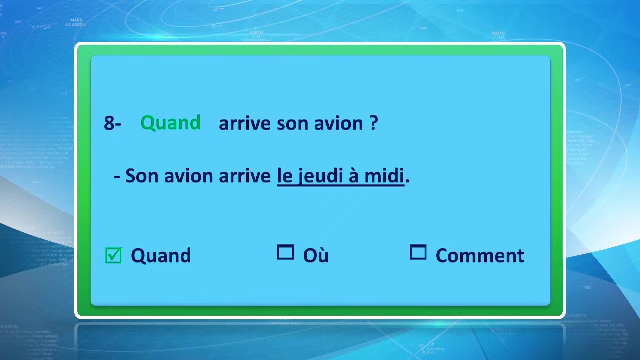 8- Quand arrive son avion ?
- Son avion arrive le jeudi à midi.
☑ Quand ☐ Où ☐ Comment